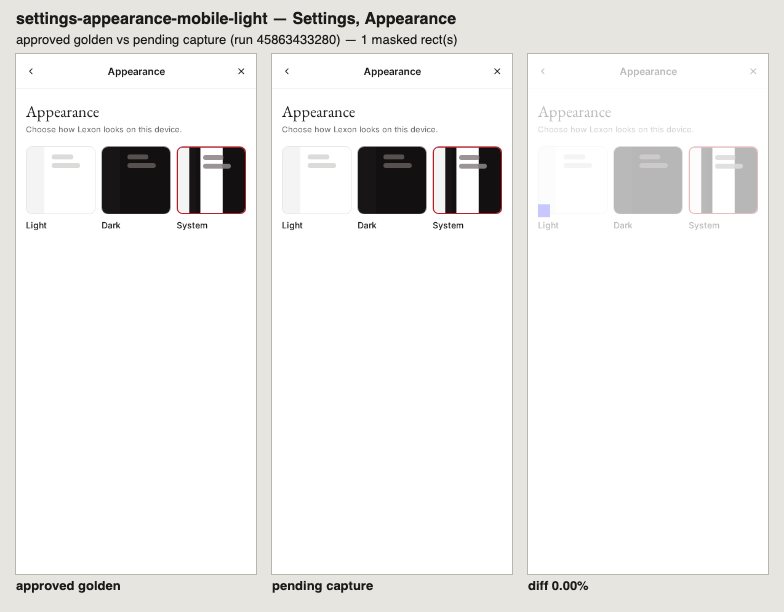 settings-appearance-mobile-light — Settings, Appearance
approved golden vs pending capture (run 45863433280) — 1 masked rect(s)
Appearance
Appearance
Choose how Lexon looks on this device.
Light
Dark
System
approved golden
Appearance
Appearance
Choose how Lexon looks on this device.
Light
Dark
System
pending capture
Appearance
Appearance
Choose how Lexon looks on this device.
Light
Dark
System
diff 0.00%